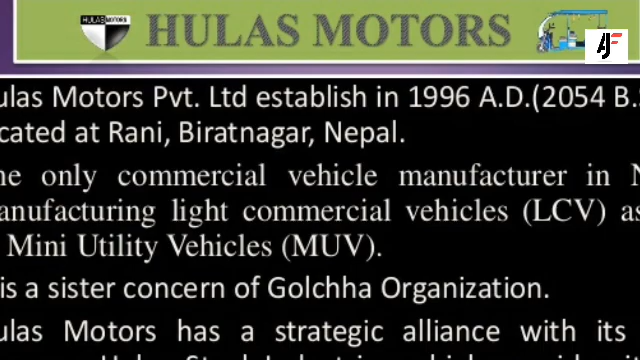 HULAS MOTORS HULAS MOTORS AJF
ulas Motors Pvt. Ltd establish in 1996 A.D.(2054 B.S
cated at Rani, Biratnagar, Nepal.
he only commercial vehicle manufacturer in N
anufacturing light commercial vehicles (LCV) as
Mini Utility Vehicles (MUV).
is a sister concern of Golchha Organization.
ulas Motors has a strategic alliance with its